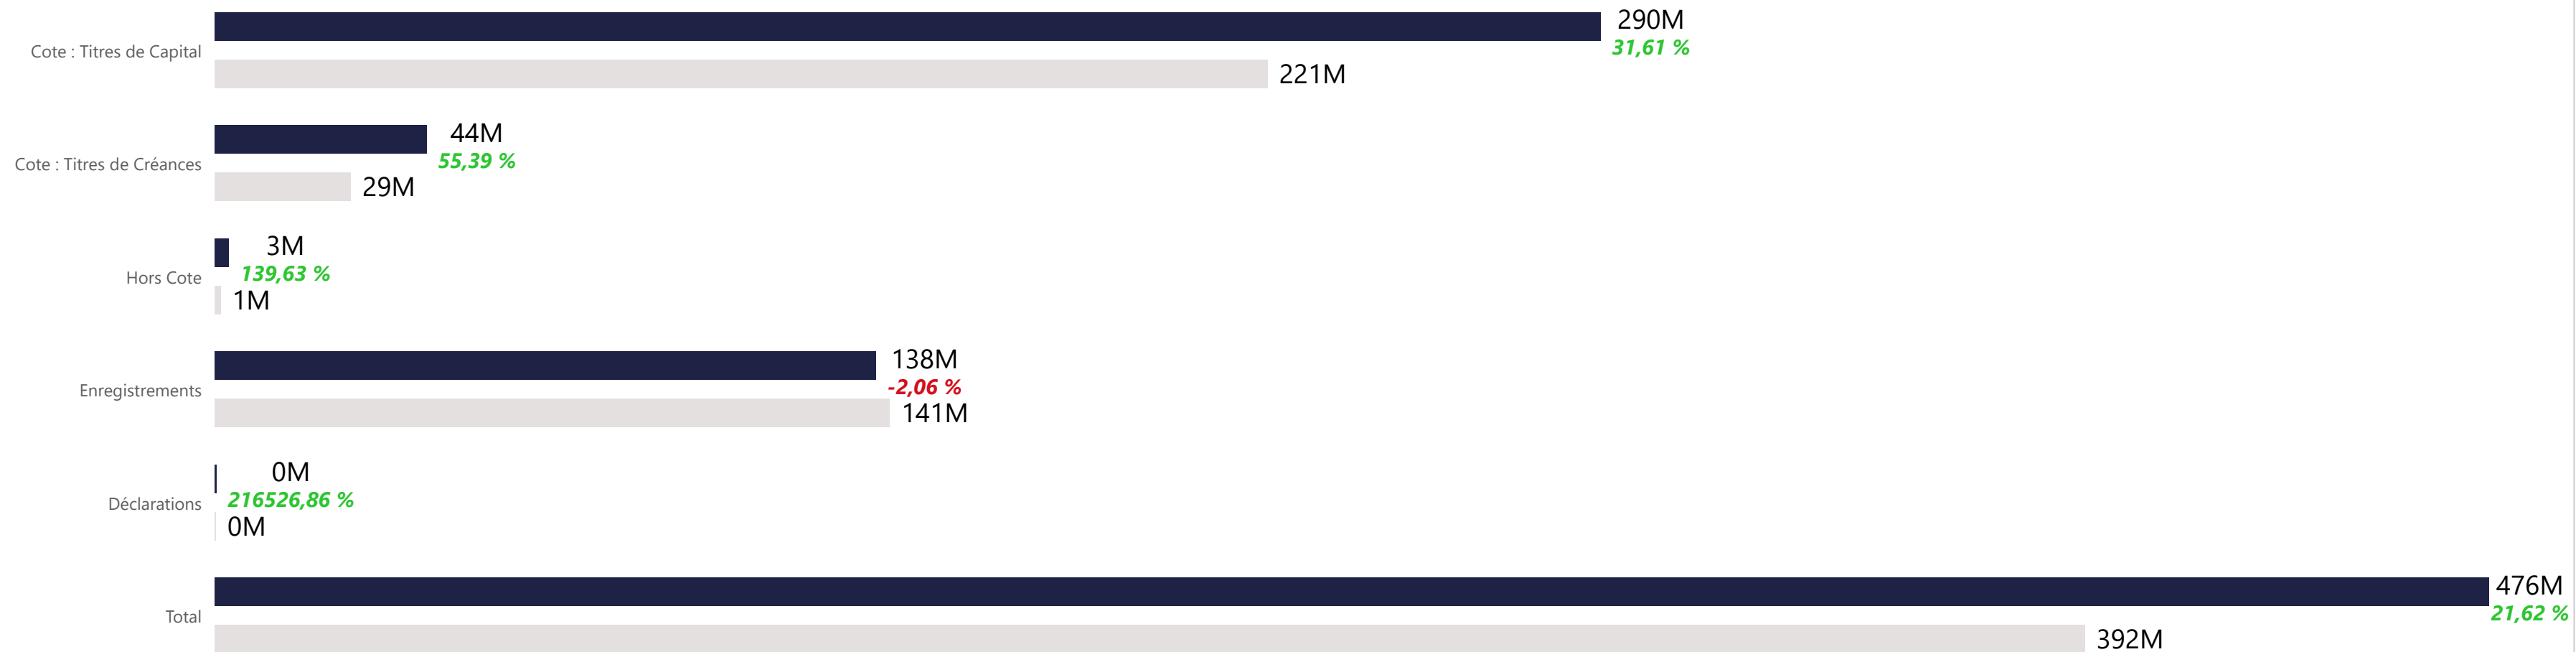 290M
31,61 %
Cote : Titres de Capital
221M
44M
55,39 %
Cote : Titres de Créances
29M
3M
139,63 %
Hors Cote
1M
138M
-2,06 %
Enregistrements
141M
0M
216526,86 %
Déclarations
0M
476M
21,62 %
Total
392M